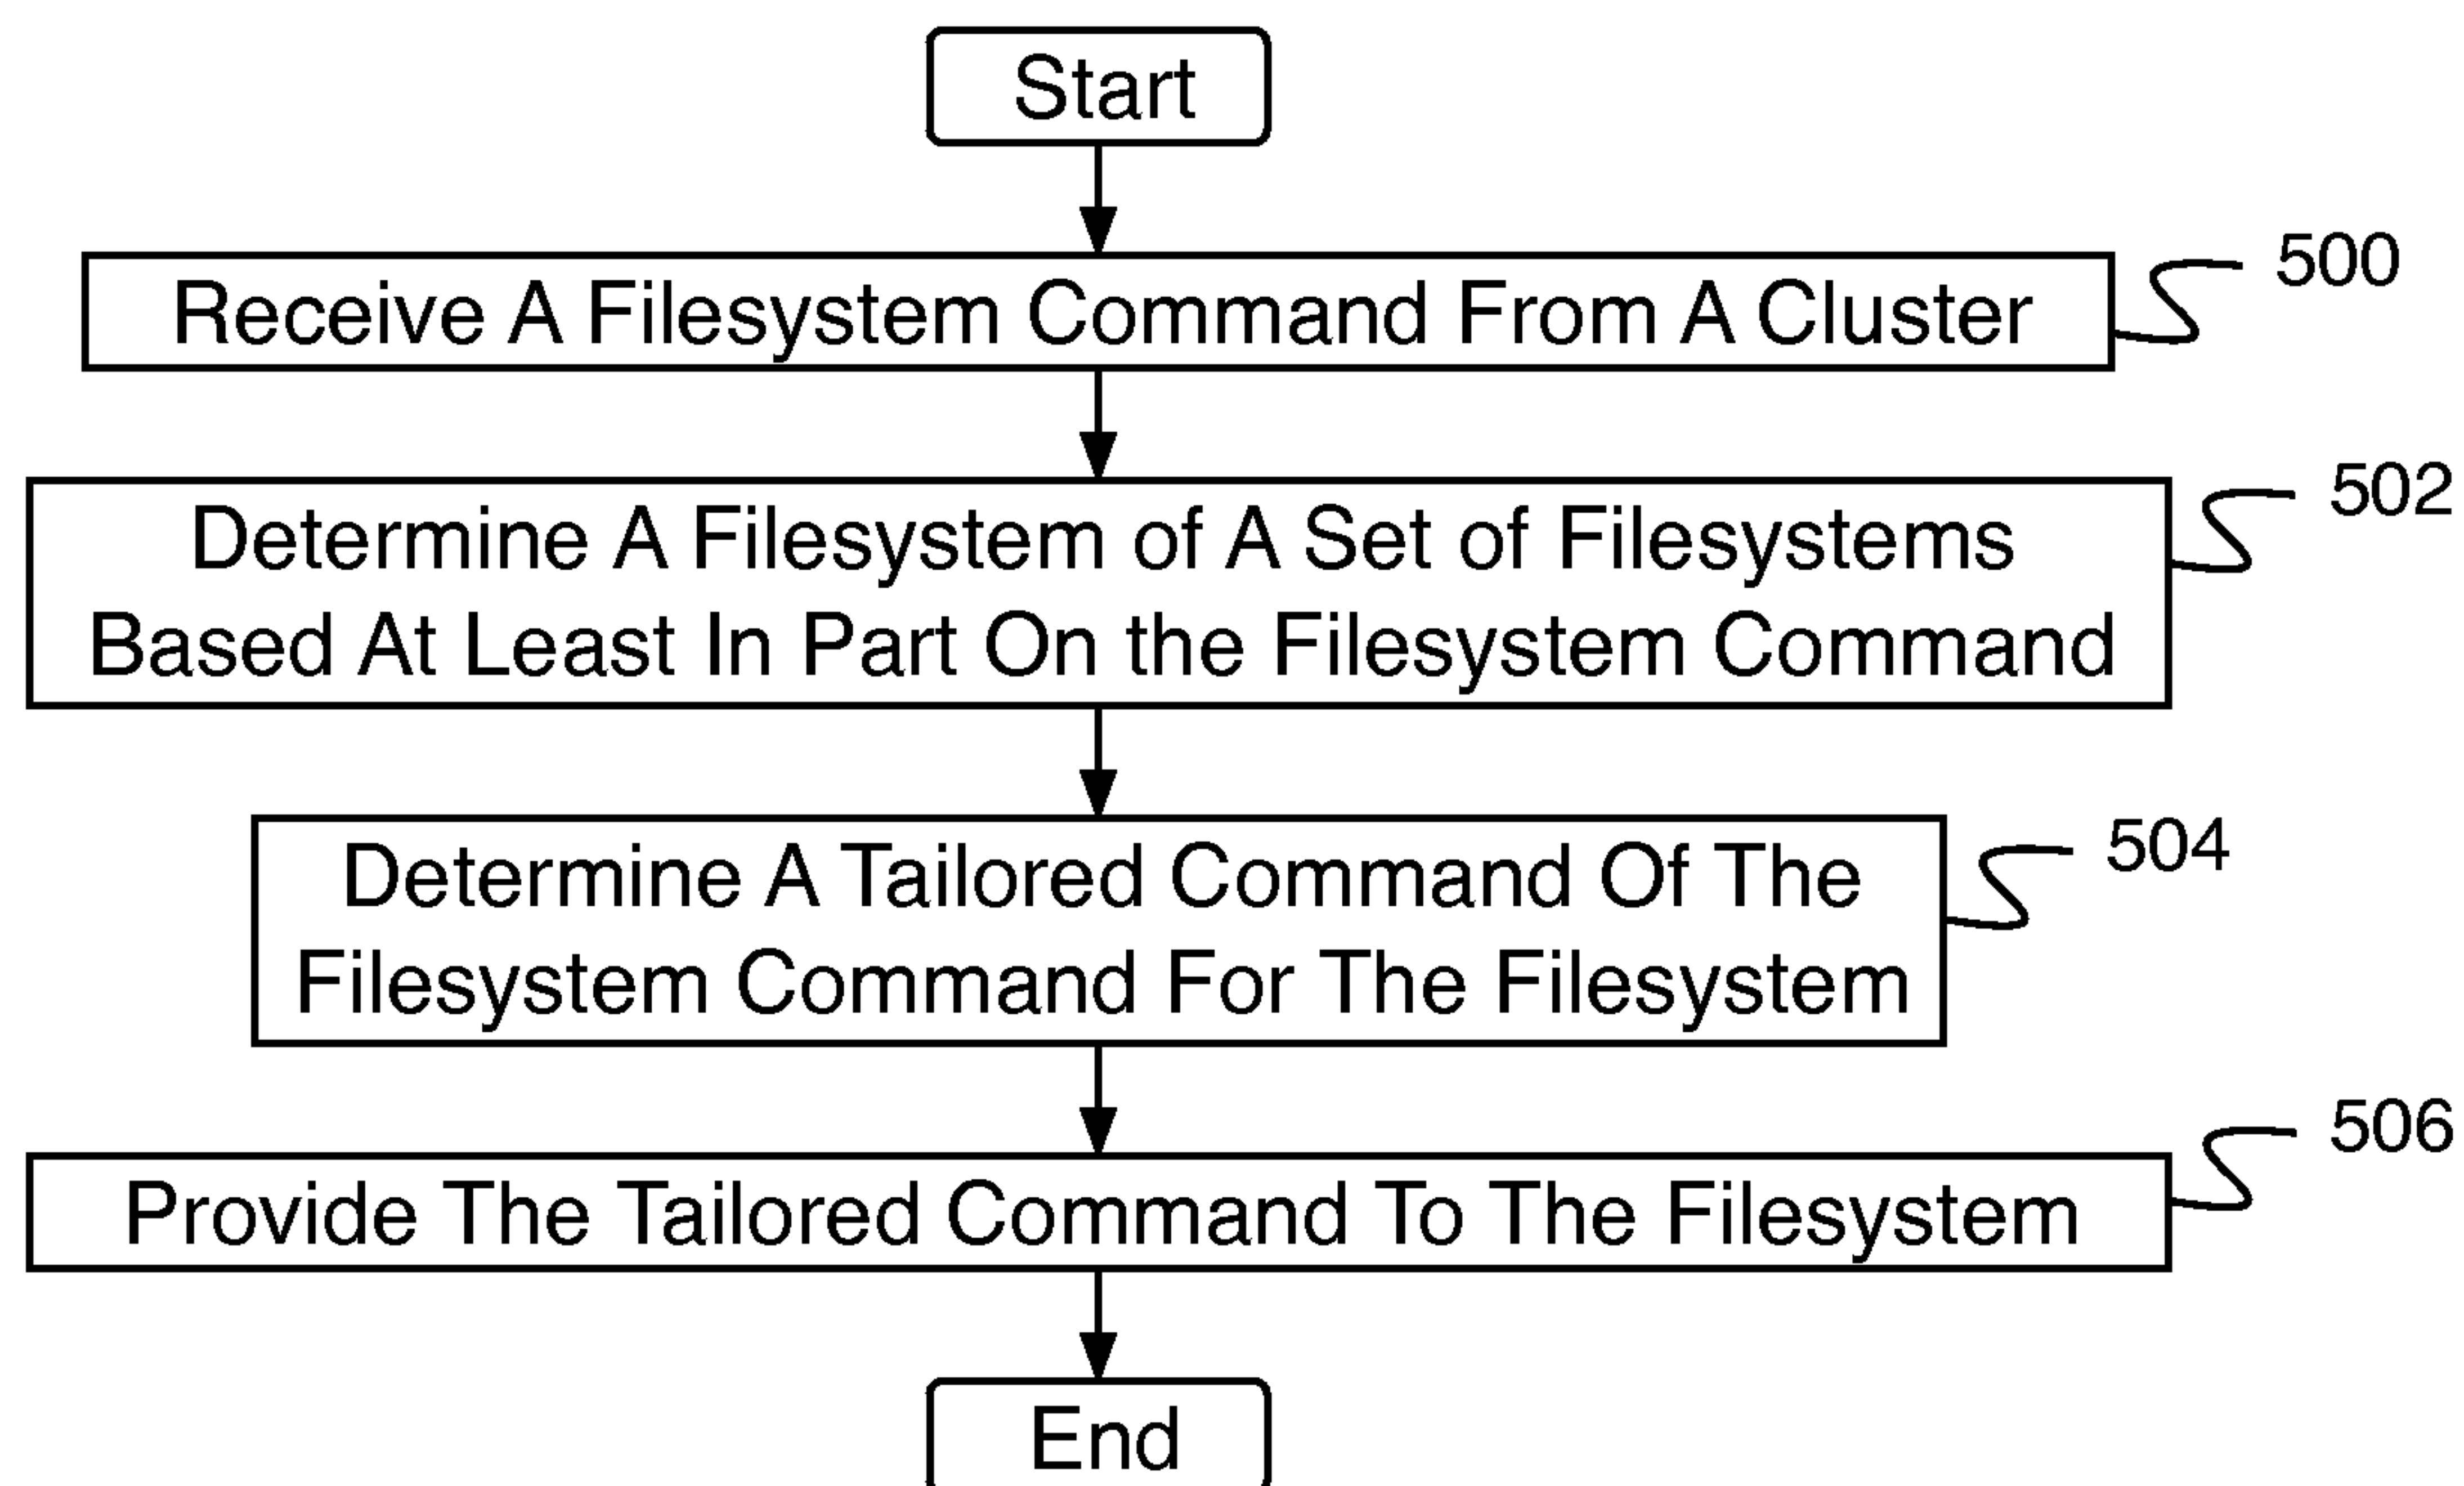 Start
Receive A Filesystem Command From A Cluster
500
Determine A Filesystem of A Set of Filesystems
Based At Least In Part On the Filesystem Command
502
Determine A Tailored Command Of The
Filesystem Command For The Filesystem
504
Provide The Tailored Command To The Filesystem
506
End